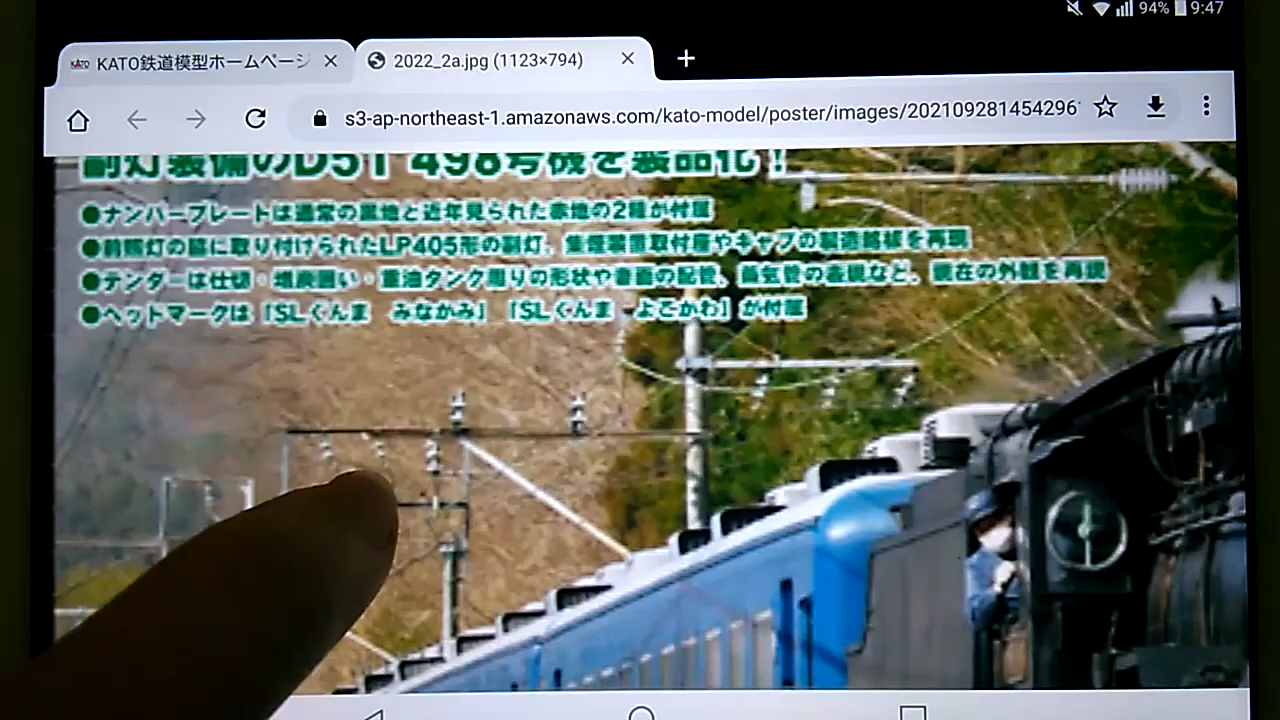 94% 9:47
KATO KATO鉄道模型ホームページ
2022_2a.jpg (1123×794)
s3-ap-northeast-1.amazonaws.com/kato-model/poster/images/202109281454296
副灯装備のD51 498号機を製品化！
●ナンバープレートは通常の黒地と近年見られた赤地の2種が付属
●前照灯の脇に取り付けられたLP405形の副灯、集煙装置取付座やキャブの製造銘板を再現
●テンダーは仕切・増炭囲い・重油タンク周りの形状や背面の配管、蒸気管の表現など、現在の外観を再現
●ヘッドマークは「SLぐんま　みなかみ」「SLぐんま　よこかわ」が付属